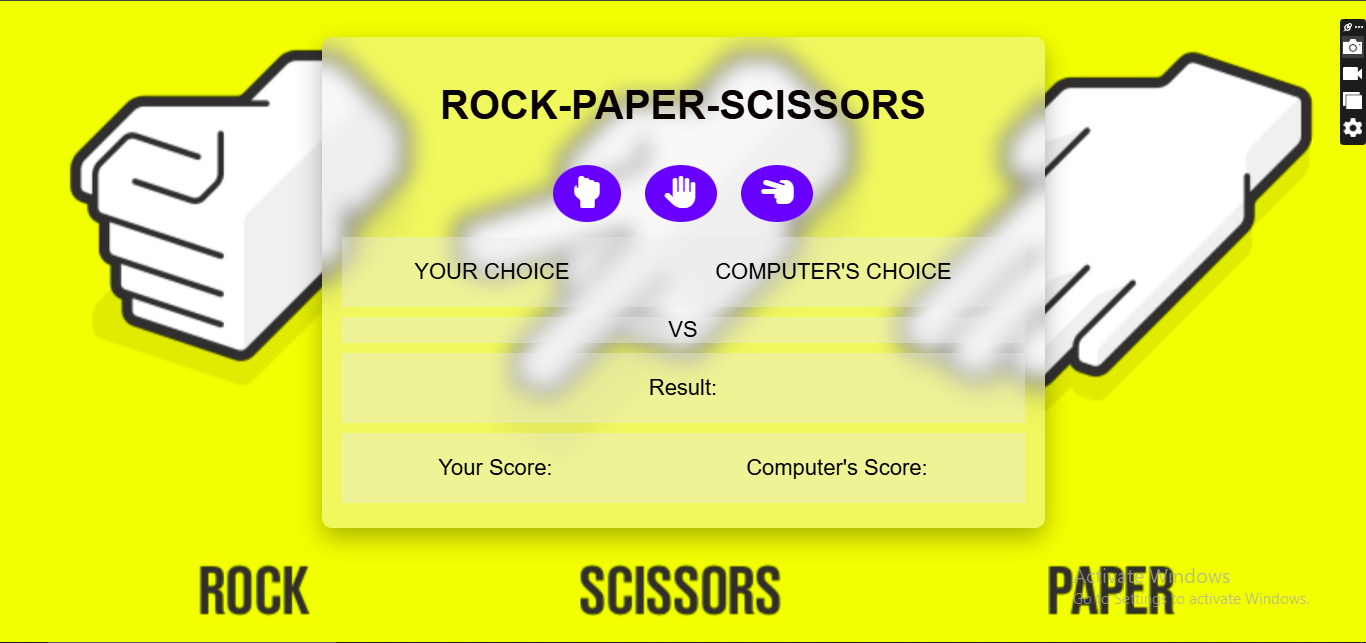 ROCK-PAPER-SCISSORS
YOUR CHOICE
COMPUTER'S CHOICE
VS
Result:
Your Score:
Computer's Score:
ROCK
SCISSORS
PAPER
Activate Windows
Go to Settings to activate Windows.